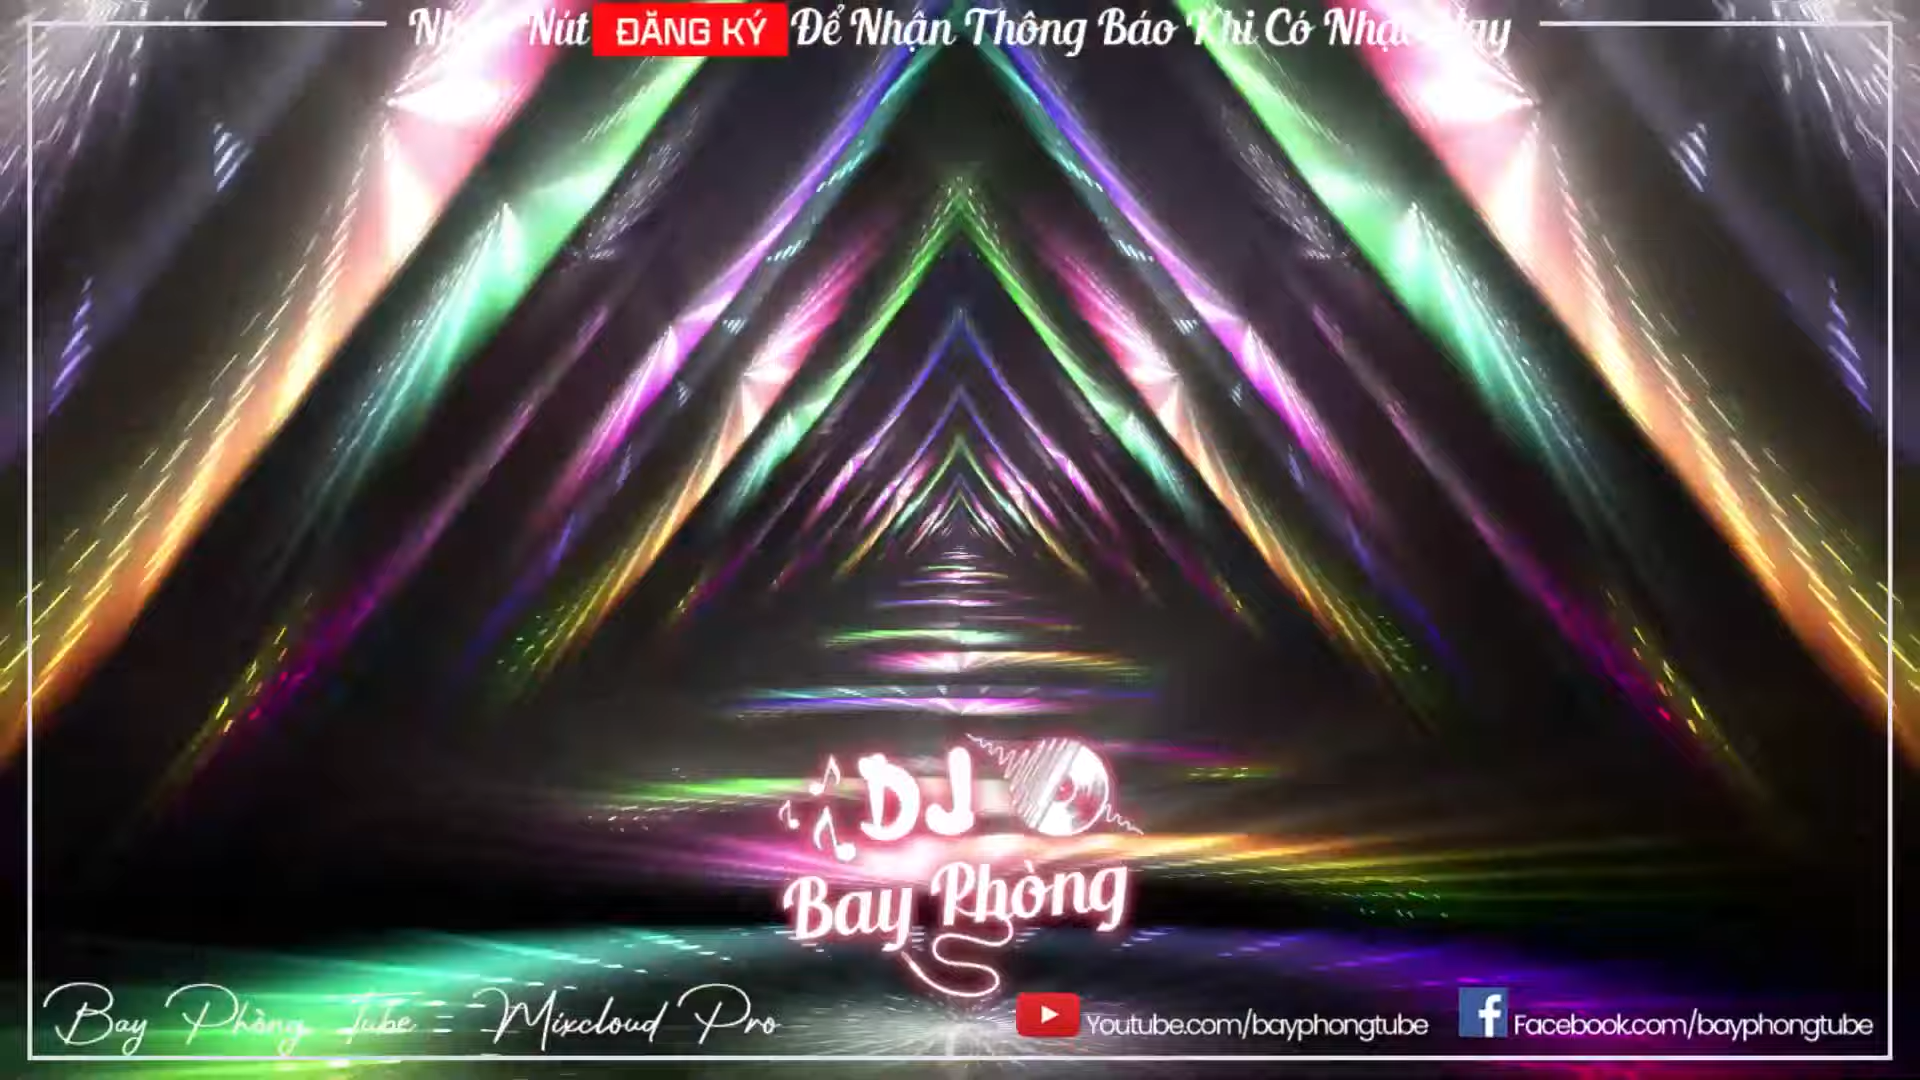 Nút ĐĂNG KÝ Để Nhận Thông Báo Khi Có
DJ
Bay Phòng
Bay Phòng Tube - Mixcloud Pro
Youtube.com/bayphongtube
Facebook.com/bayphongtube